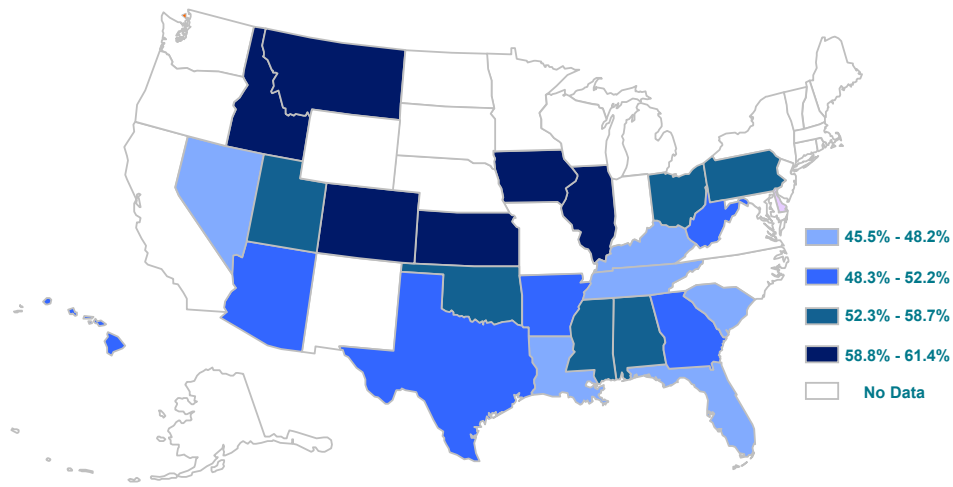 45.5% - 48.2%
48.3% - 52.2%
52.3% - 58.7%
58.8% - 61.4%
No Data